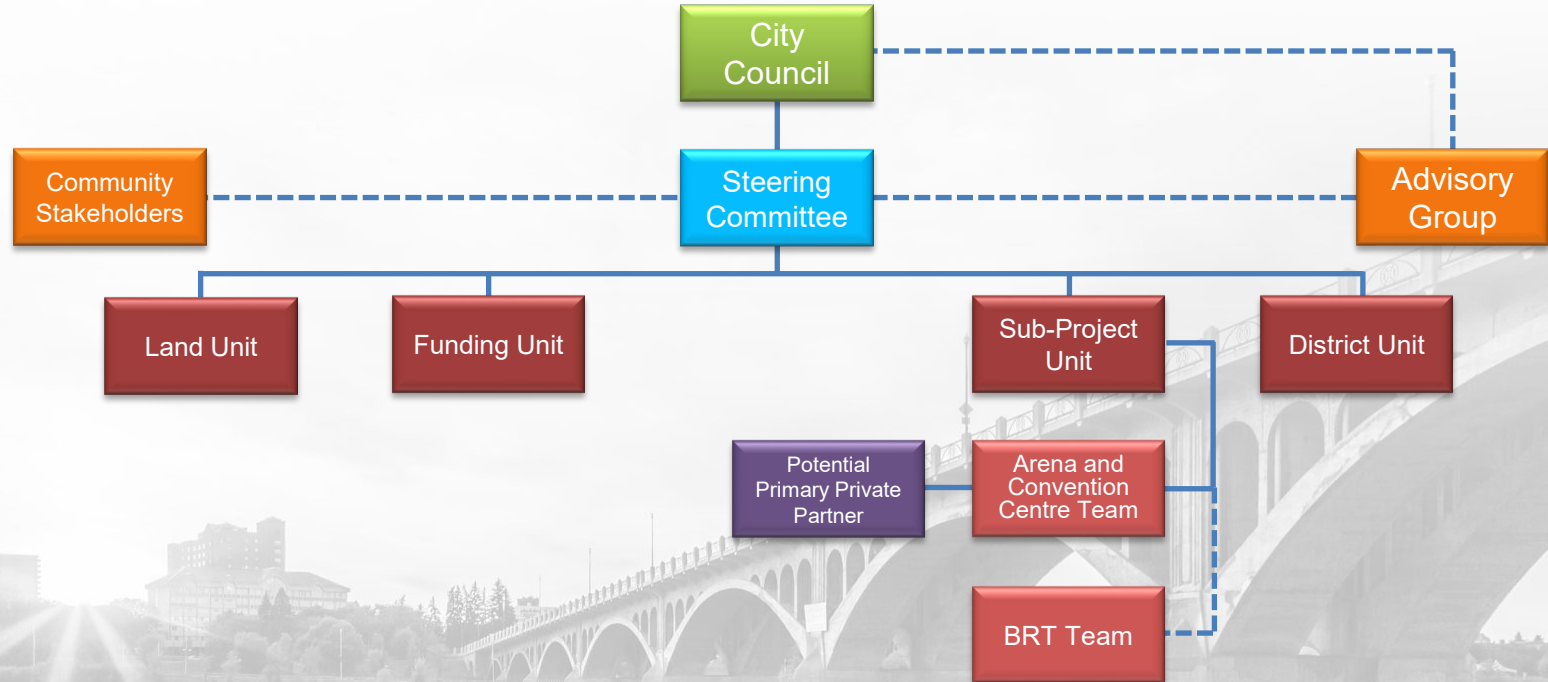 City
Council
Community
Stakeholders
Steering
Committee
Advisory
Group
Land Unit
Funding Unit
Sub-Project
Unit
District Unit
Potential
Primary Private
Partner
Arena and
Convention
Centre Team
BRT Team